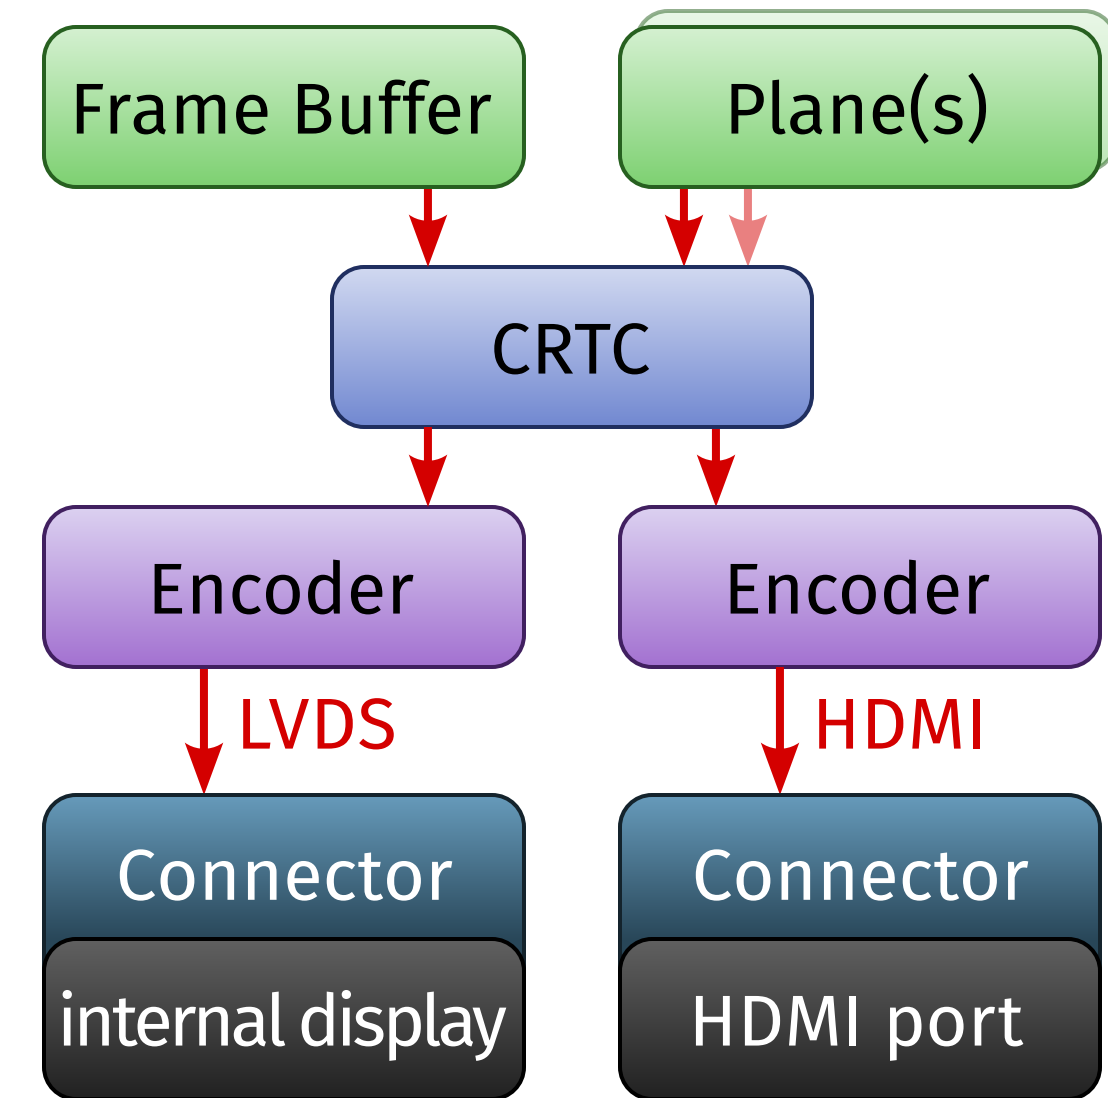 Frame Buffer
Plane(s)
CRTC
Encoder
Encoder
LVDS
HDMI
Connector
Connector
internal display
HDMI port